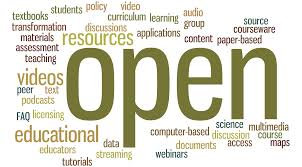 textbooks students policy video audio source
transformation curriculum learning group courseware
materials resources discussions applications content paper-based
assessment
teaching
videos
peer text
podcasts
open
FAQ licensing
educational
educators
tutorials
data
streaming
computer-based
documents
webinars
science multimedia
discussion course
access maps